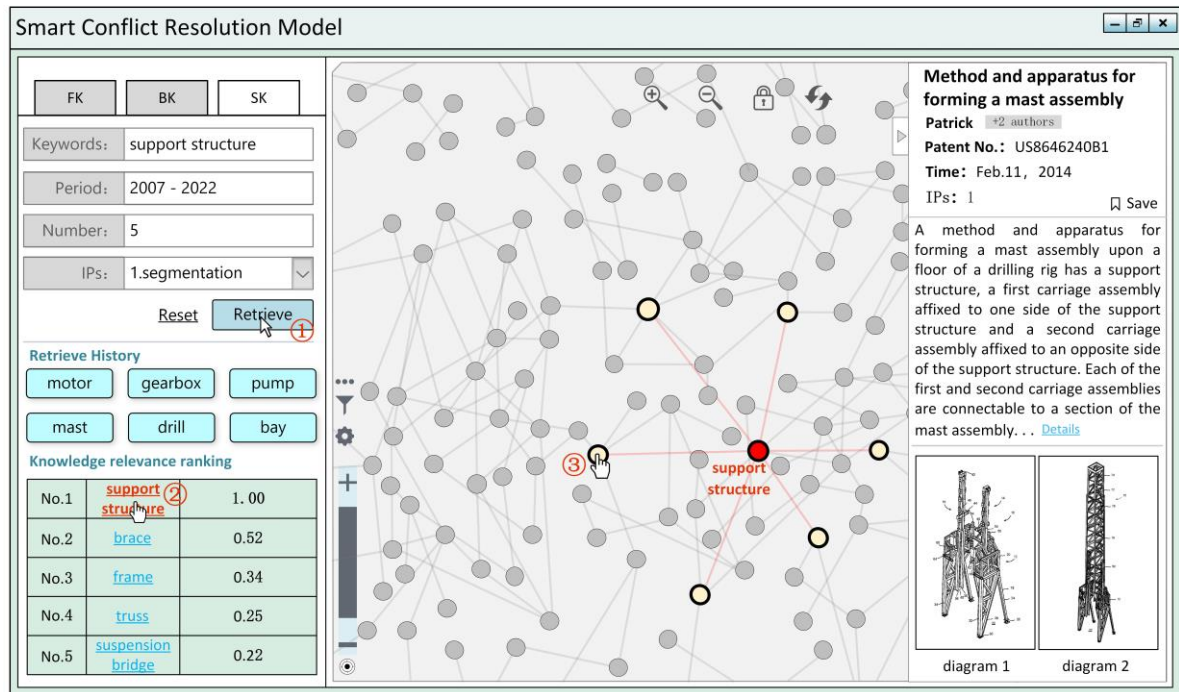 Smart Conflict Resolution Model
FK
BK
SK
Keywords:
support structure
Period:
2007 - 2022
Number:
5
IPs:
1.segmentation
Reset
Retrieve
①
Retrieve History
motor
gearbox
pump
mast
drill
bay
Knowledge relevance ranking
No.1
support
structure
②
1.00
No.2
brace
0.52
No.3
frame
0.34
No.4
truss
0.25
No.5
suspension
bridge
0.22
③
support
structure
Method and apparatus for
forming a mast assembly
Patrick +2 authors
Patent No.: US8646240B1
Time: Feb.11, 2014
IPs: 1
Save
A method and apparatus for
forming a mast assembly upon a
floor of a drilling rig has a support
structure, a first carriage assembly
affixed to one side of the support
structure and a second carriage
assembly affixed to an opposite side
of the support structure. Each of the
first and second carriage assemblies
are connectable to a section of the
mast assembly. . . Details
diagram 1
diagram 2